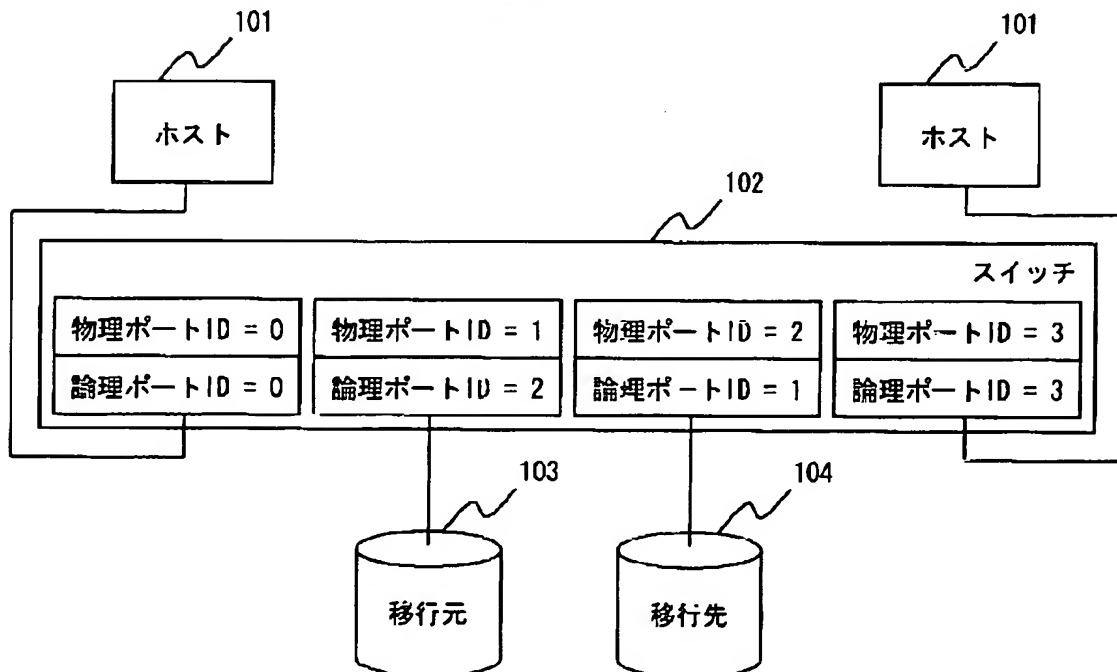 101
101
ホスト
ホスト
102
スイッチ
物理ポートID = 0
物理ポートID = 1
物理ポートID = 2
物理ポートID = 3
論理ポートID = 0
論理ポートID = 2
論理ポートID = 1
論理ポートID = 3
103
104
移行元
移行先